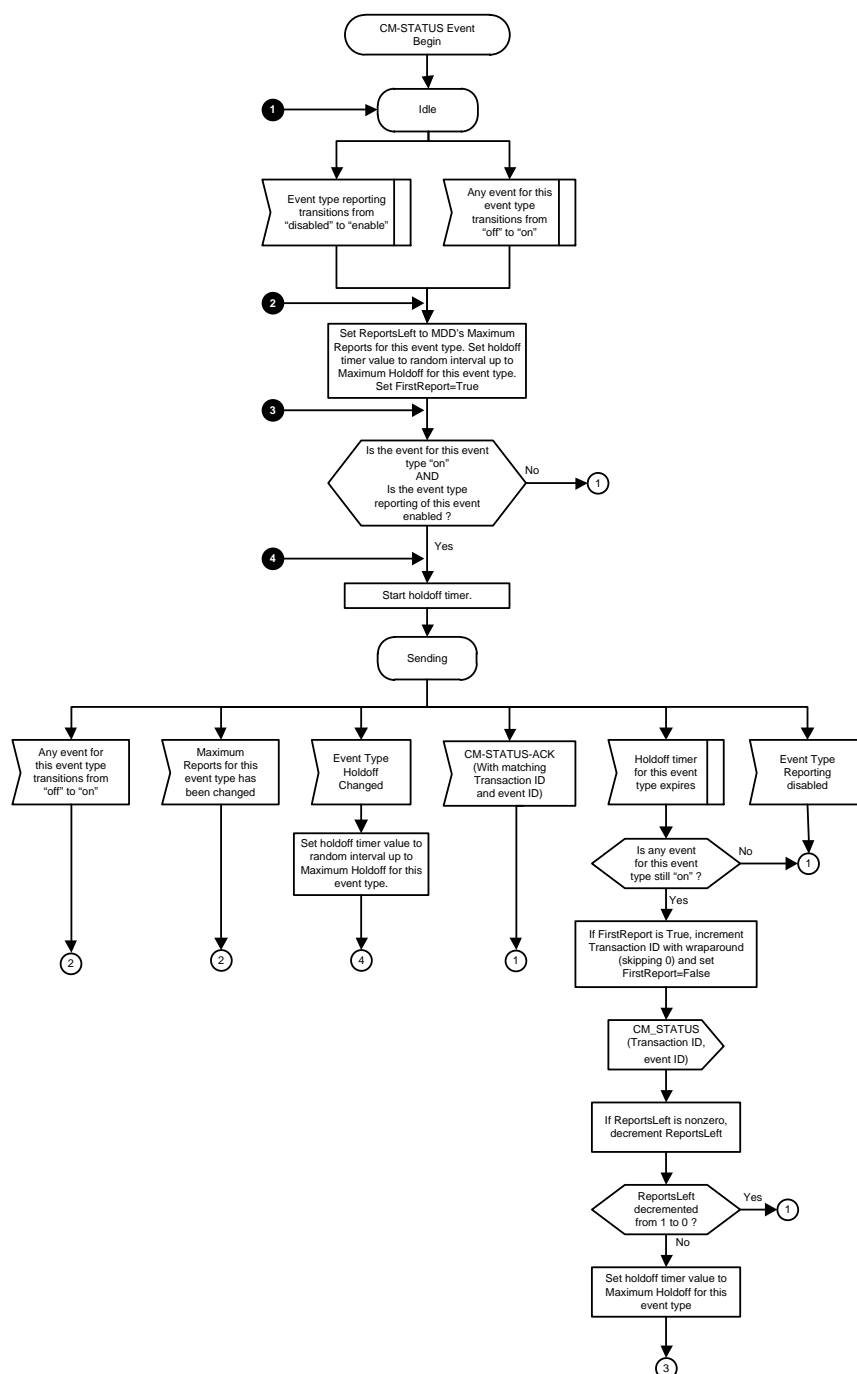 CM-STATUS Event
Begin
1
Idle
Event type reporting
transitions from
“disabled” to “enable”
Any event for this
event type
transitions from
“off” to “on”
2
Set ReportsLeft to MDD’s Maximum
Reports for this event type. Set holdoff
timer value to random interval up to
Maximum Holdoff for this event type.
Set FirstReport=True
3
Is the event for this event
type “on”
AND
Is the event type
reporting of this event
enabled ?
No
1
Yes
4
Start holdoff timer.
Sending
Any event for
this event type
transitions from
“off” to “on”
2
Maximum
Reports for this
event type has
been changed
2
Event Type
Holdoff
Changed
Set holdoff timer value to
random interval up to
Maximum Holdoff for this
event type.
4
CM-STATUS-ACK
(With matching
Transaction ID
and event ID)
1
Holdoff timer
for this event
type expires
Event Type
Reporting
disabled
Is any event
for this event
type still “on” ?
No
1
Yes
If FirstReport is True, increment
Transaction ID with wraparound
(skipping 0) and set
FirstReport=False
CM_STATUS
(Transaction ID,
event ID)
If ReportsLeft is nonzero,
decrement ReportsLeft
ReportsLeft
decremented
from 1 to 0 ?
Yes
1
No
Set holdoff timer value to
Maximum Holdoff for this
event type
3